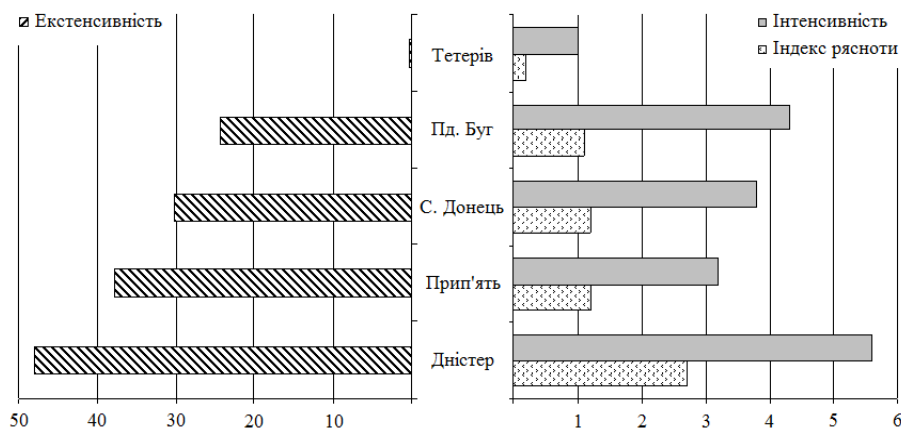 Екстенсивність
Інтенсивність
Індекс рясноти
Тетерів
Пд. Буг
С. Донець
Прип'ять
Дністер
50 40 30 20 10
1 2 3 4 5 6